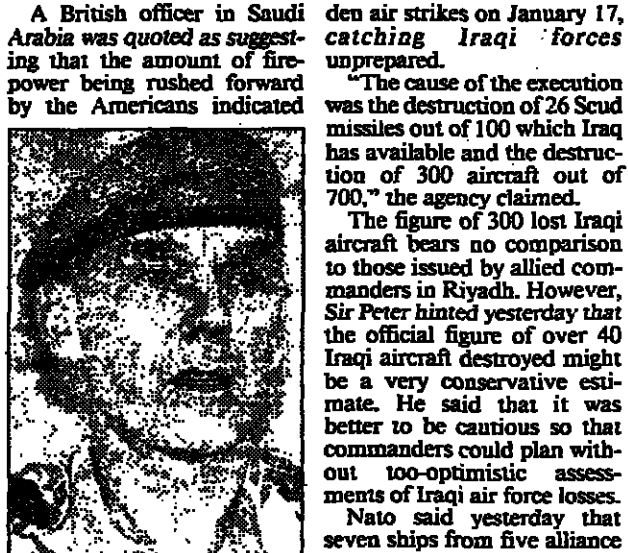 A British officer in Saudi
Arabia was quoted as suggest-
ing that the amount of fire-
power being rushed forward
by the Americans indicated
den air strikes on January 17,
catching Iraqi forces
unprepared.
"The cause of the execution
was the destruction of 26 Scud
missiles out of 100 which Iraq
has available and the destruc-
tion of 300 aircraft out of
700," the agency claimed.
The figure of 300 lost Iraqi
aircraft bears no comparison
to those issued by allied com-
manders in Riyadh. However,
Sir Peter hinted yesterday that
the official figure of over 40
Iraqi aircraft destroyed might
be a very conservative esti-
mate. He said that it was
better to be cautious so that
commanders could plan with-
out too-optimistic assess-
ments of Iraqi air force losses.
Nato said yesterday that
seven ships from five alliance